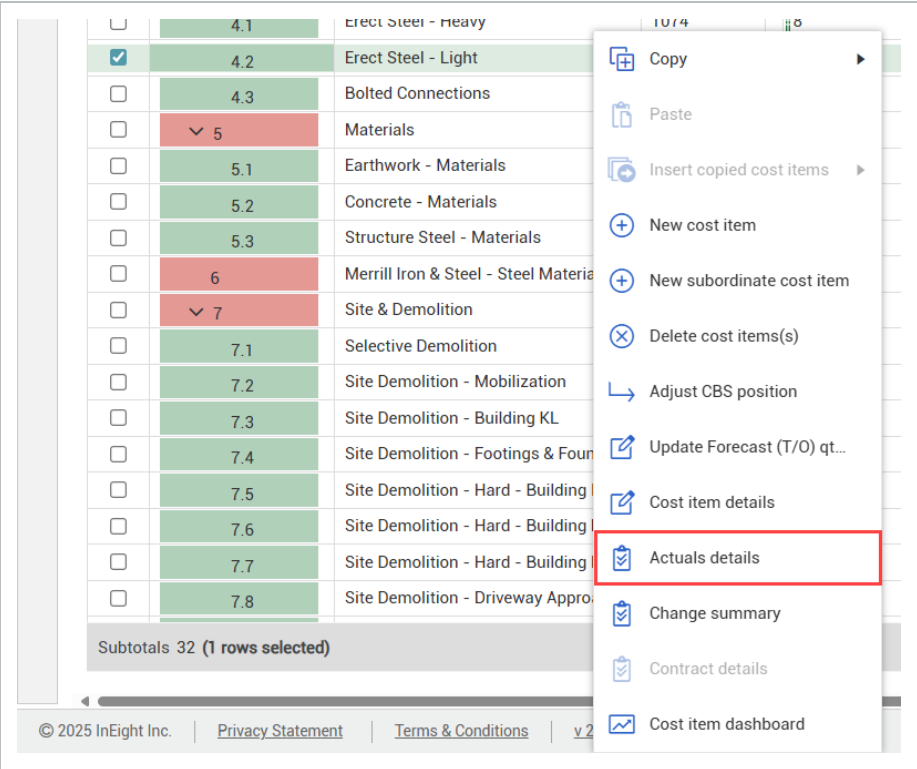 4.1 Erect Steel - Heavy 1074 8
4.2 Erect Steel - Light
4.3 Bolted Connections
5 Materials
5.1 Earthwork - Materials
5.2 Concrete - Materials
5.3 Structure Steel - Materials
6 Merrill Iron & Steel - Steel Materia
7 Site & Demolition
7.1 Selective Demolition
7.2 Site Demolition - Mobilization
7.3 Site Demolition - Building KL
7.4 Site Demolition - Footings & Foun
7.5 Site Demolition - Hard - Building
7.6 Site Demolition - Hard - Building
7.7 Site Demolition - Hard - Building
7.8 Site Demolition - Driveway Appro
Subtotals 32 (1 rows selected)
© 2025 InEight Inc. Privacy Statement Terms & Conditions v 2
Copy
Paste
Insert copied cost items
New cost item
New subordinate cost item
Delete cost items(s)
Adjust CBS position
Update Forecast (T/O) qt...
Cost item details
Actuals details
Change summary
Contract details
Cost item dashboard